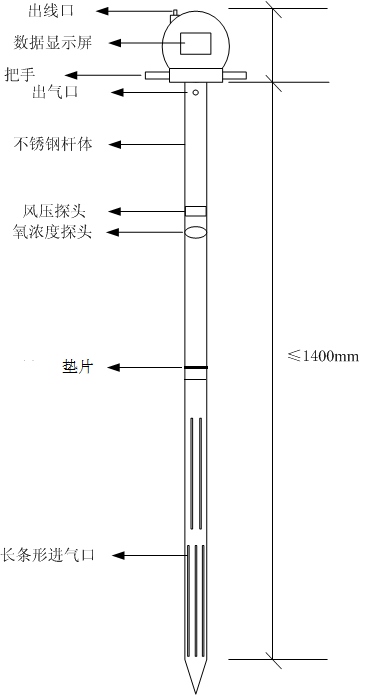 出线口
数据显示屏
把手
出气口
不锈钢杆体
风压探头
氧浓度探头
≤1400mm
垫片
长条形进气口